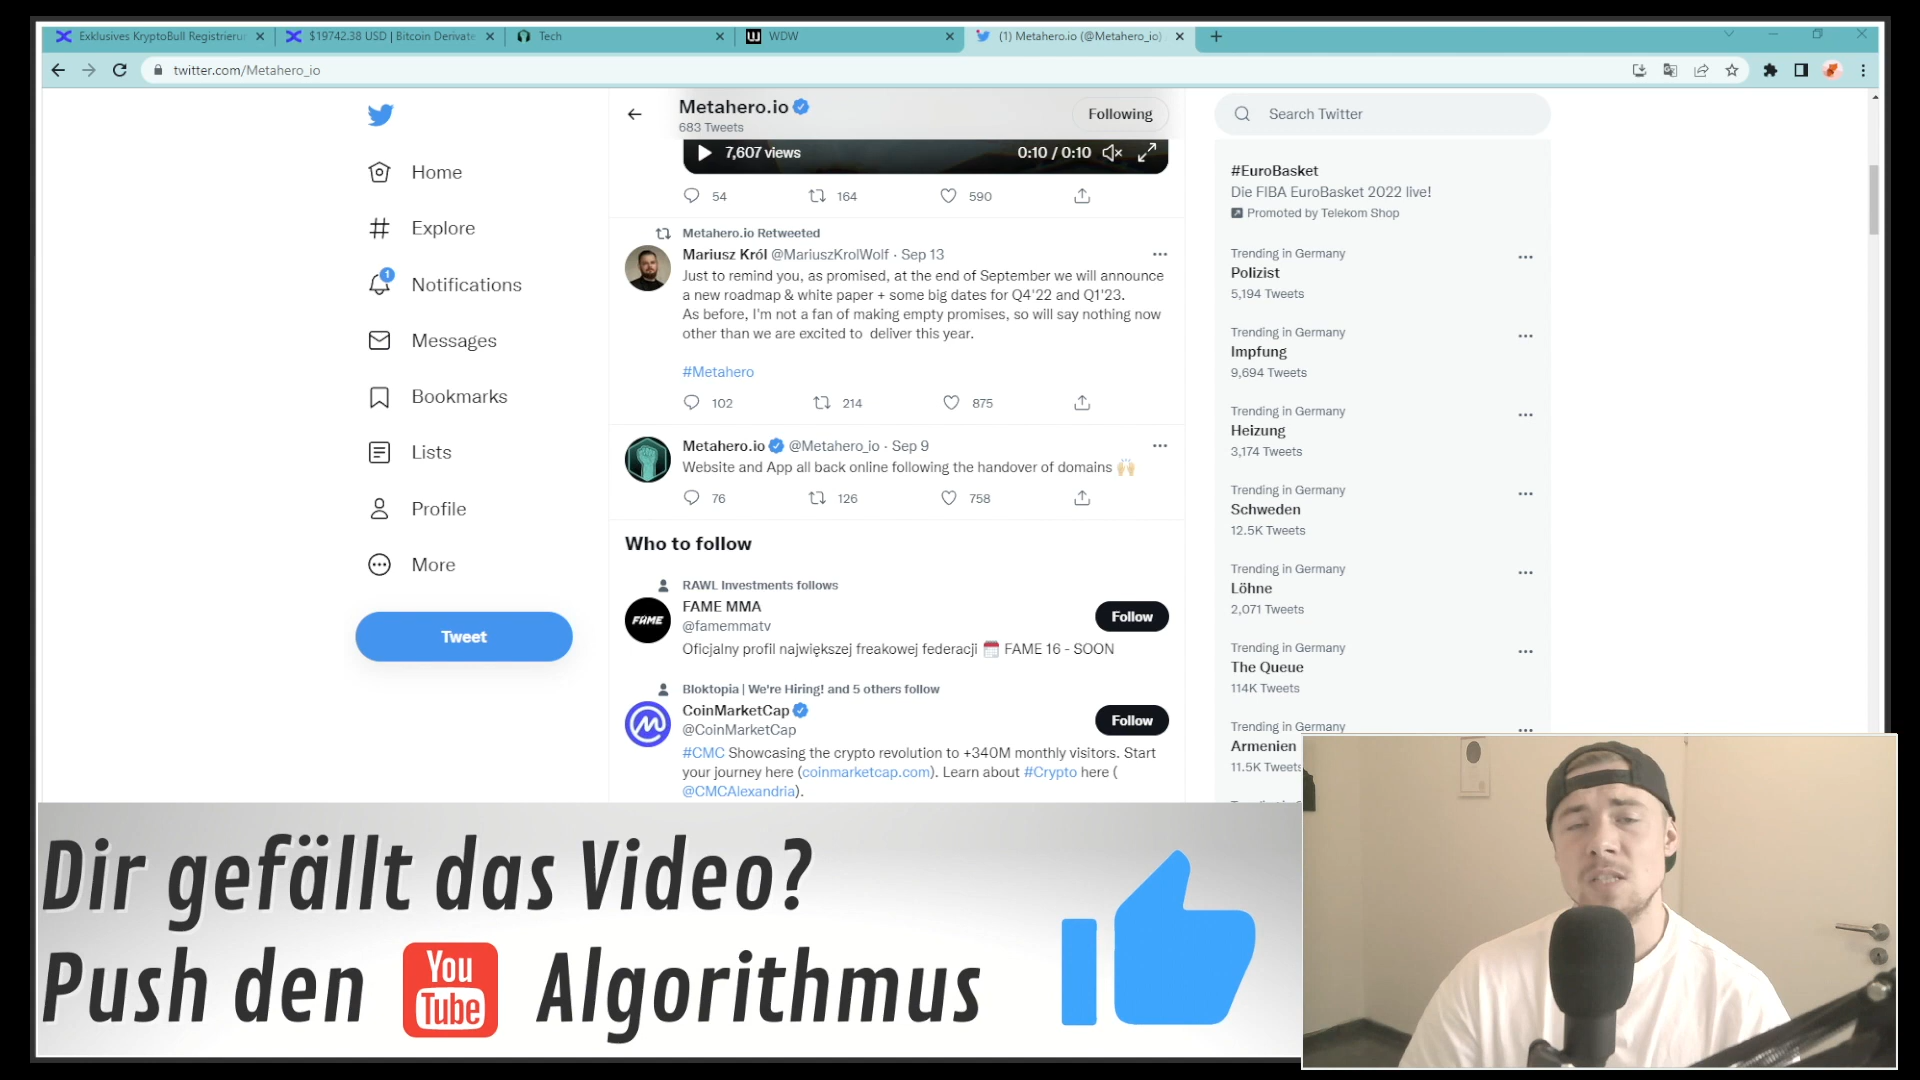 Exklusives KryptoBull Registrierun
$19742.38 USD | Bitcoin Derivate
Tech
WDW
(1) Metahero.io (@Metahero_io)
twitter.com/Metahero_io
Home
Explore
1
Notifications
Messages
Bookmarks
Lists
Profile
More
Tweet
Metahero.io
683 Tweets
Following
7,607 views
0:10 / 0:10
54 164 590
Metahero.io Retweeted
Mariusz Król @MariuszKrolWolf · Sep 13
Just to remind you, as promised, at the end of September we will announce
a new roadmap & white paper + some big dates for Q4'22 and Q1'23.
As before, I'm not a fan of making empty promises, so will say nothing now
other than we are excited to deliver this year.
#Metahero
102 214 875
Metahero.io @Metahero_io · Sep 9
Website and App all back online following the handover of domains 🙌🏻
76 126 758
Who to follow
RAWL Investments follows
FAME
FAME MMA
@famemmatv
Follow
Oficjalny profil największej freakowej federacji 🗓️ FAME 16 - SOON
Bloktopia | We're Hiring! and 5 others follow
CoinMarketCap
@CoinMarketCap
Follow
#CMC Showcasing the crypto revolution to +340M monthly visitors. Start
your journey here (coinmarketcap.com). Learn about #Crypto here (
@CMCAlexandria).
Search Twitter
#EuroBasket
Die FIBA EuroBasket 2022 live!
Promoted by Telekom Shop
Trending in Germany
Polizist
5,194 Tweets
Trending in Germany
Impfung
9,694 Tweets
Trending in Germany
Heizung
3,174 Tweets
Trending in Germany
Schweden
12.5K Tweets
Trending in Germany
Löhne
2,071 Tweets
Trending in Germany
The Queue
114K Tweets
Trending in Germany
Armenien
11.5K Tweets
Dir gefällt das Video?
Push den You Tube Algorithmus